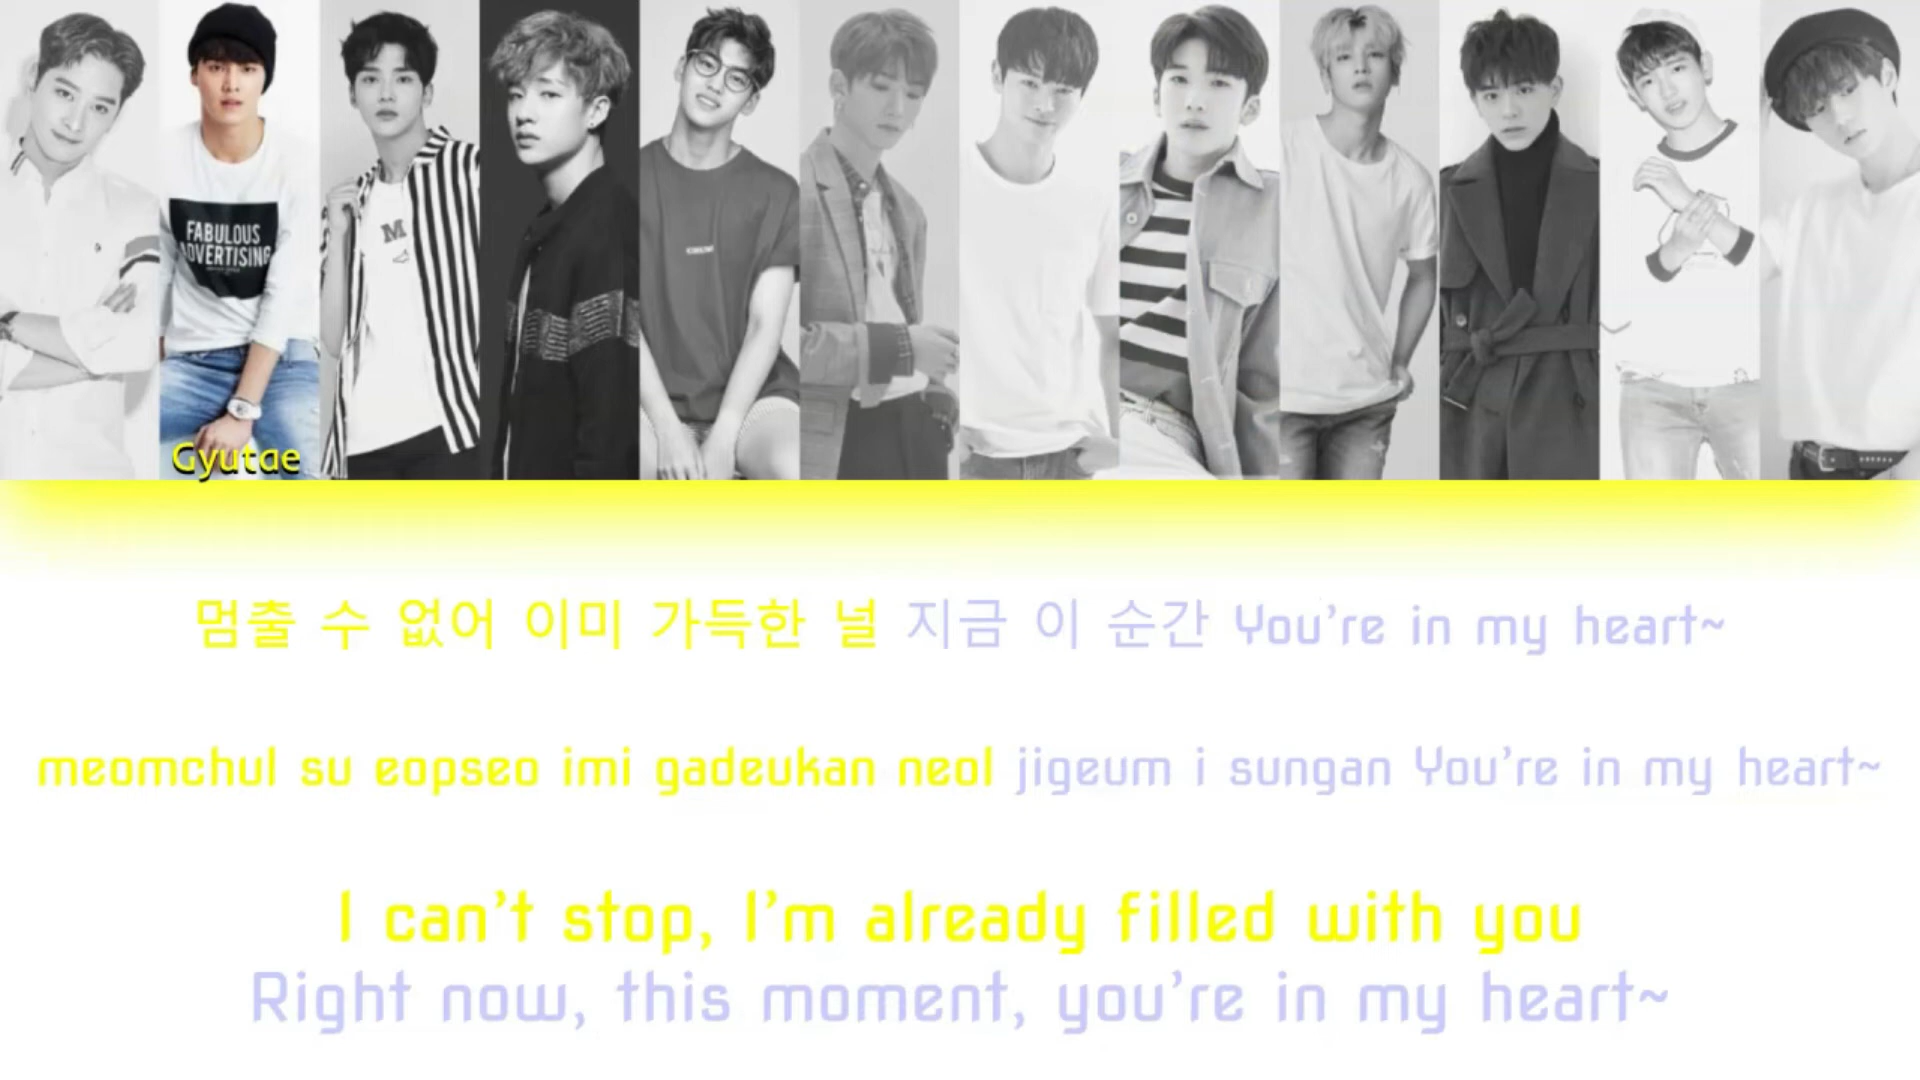 FABULOUS
ADVERTISING
M
Gyutae
멈출 수 없어 이미 가득한 널 지금 이 순간 You're in my heart~
meomchul su eopseo imi gadeukan neol jigeum i sungan You're in my heart~
I can't stop, I'm already filled with you
Right now, this moment, you're in my heart~